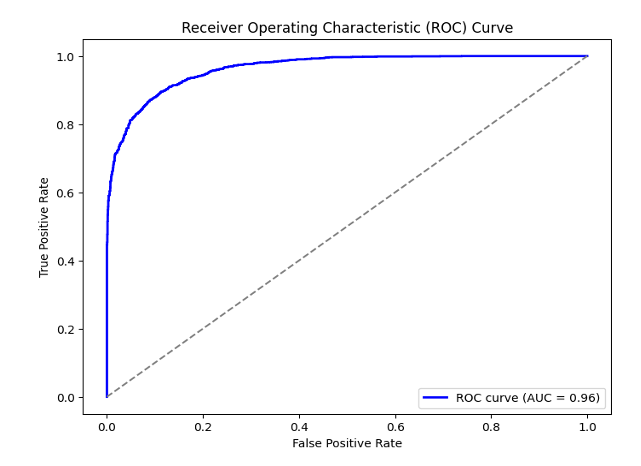 Receiver Operating Characteristic (ROC) Curve
1.0
0.8
0.6
0.4
0.2
0.0
True Positive Rate
0.0 0.2 0.4 0.6 0.8 1.0
False Positive Rate
ROC curve (AUC = 0.96)